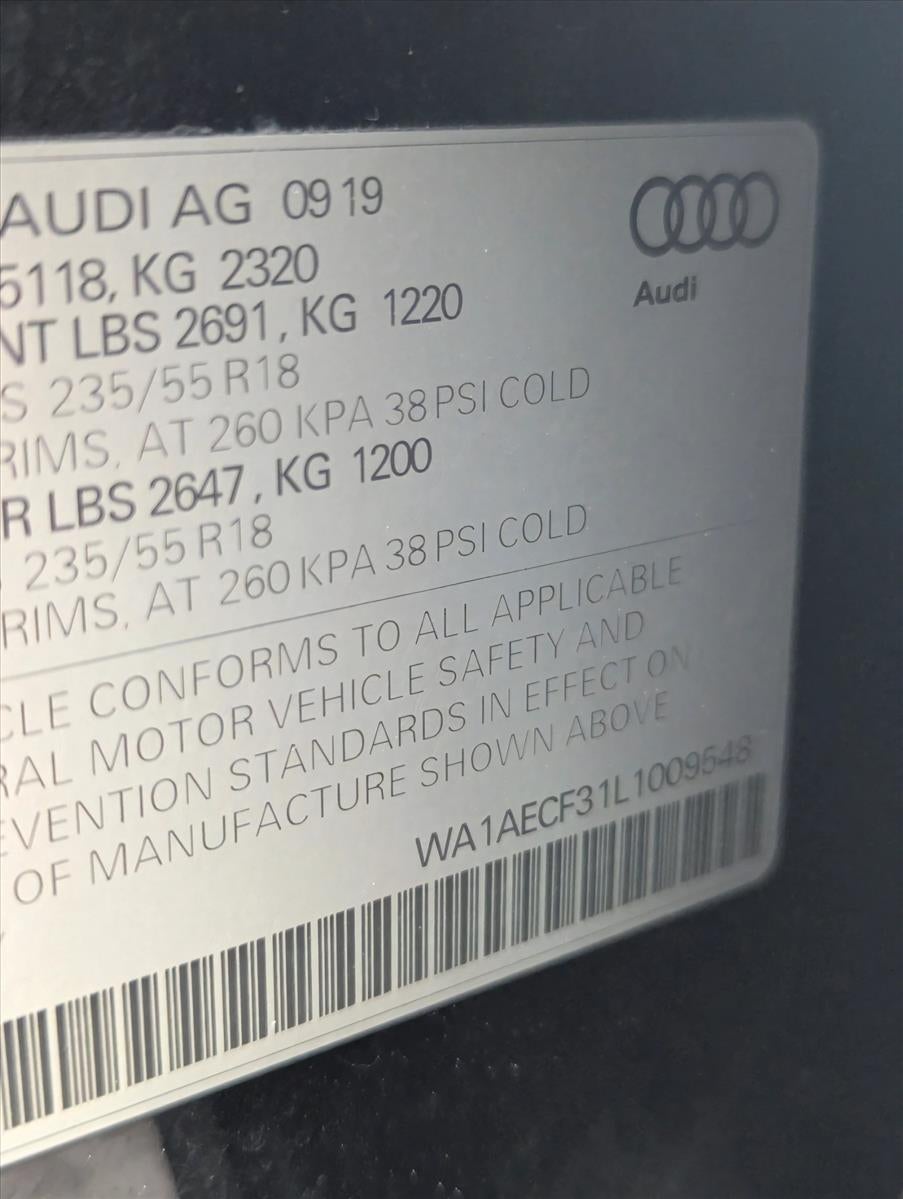 AUDI AG 0919
Audi
5118, KG 2320
NT LBS 2691, KG 1220
S 235/55 R18
RIMS, AT 260 KPA 38 PSI COLD
R LBS 2647, KG 1200
235/55 R18
RIMS, AT 260 KPA 38 PSI COLD
CLE CONFORMS TO ALL APPLICABLE
RAL MOTOR VEHICLE SAFETY AND
EVENTION STANDARDS IN EFFECT ON
OF MANUFACTURE SHOWN ABOVE
WA1AECF31L1009548